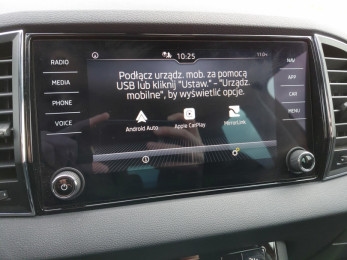 RADIO
MEDIA
PHONE
VOICE
10:25
NAV
APP
CAR
MENU
Podłącz urządz. mob. za pomocą
USB lub kliknij "Ustaw." - "Urządz.
mobilne", by wyświetlić opcje.
Android Auto
Apple CarPlay
MirrorLink